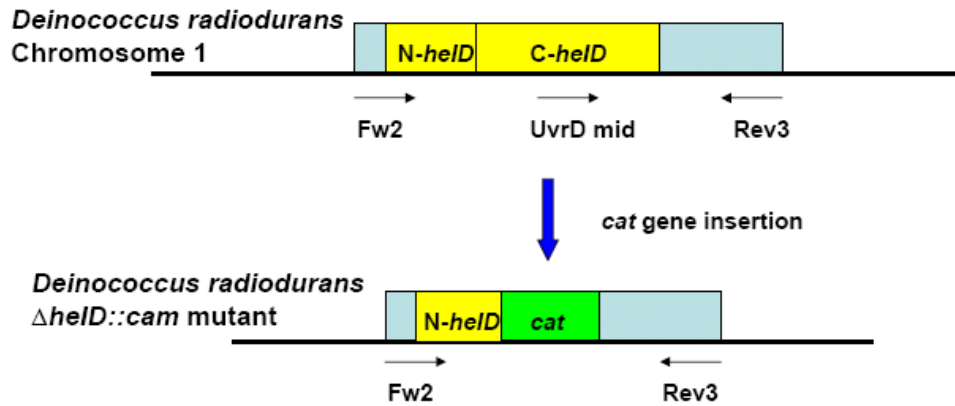 Deinococcus radiodurans
Chromosome 1
N-helD C-helD
Fw2 UvrD mid Rev3
cat gene insertion
Deinococcus radiodurans
ΔhelD::cam mutant
N-helD cat
Fw2 Rev3